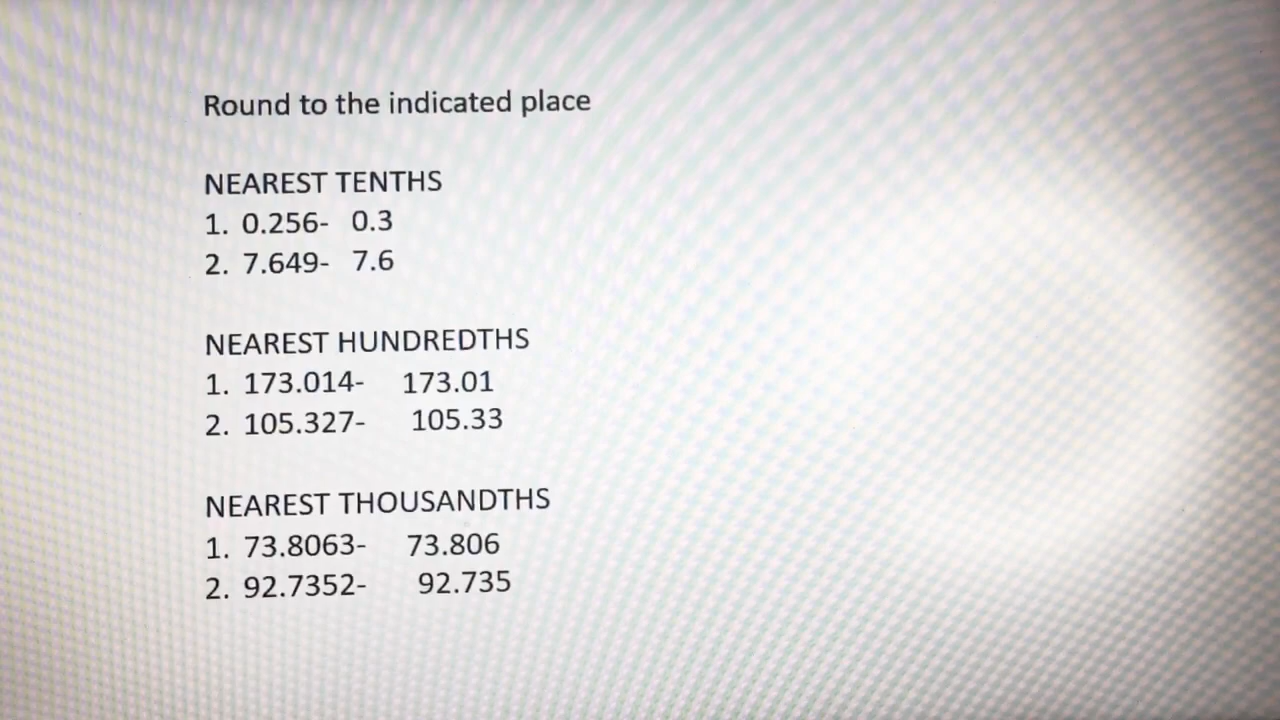 Round to the indicated place
NEAREST TENTHS
1. 0.256- 0.3
2. 7.649- 7.6
NEAREST HUNDREDTHS
1. 173.014- 173.01
2. 105.327- 105.33
NEAREST THOUSANDTHS
1. 73.8063- 73.806
2. 92.7352- 92.735